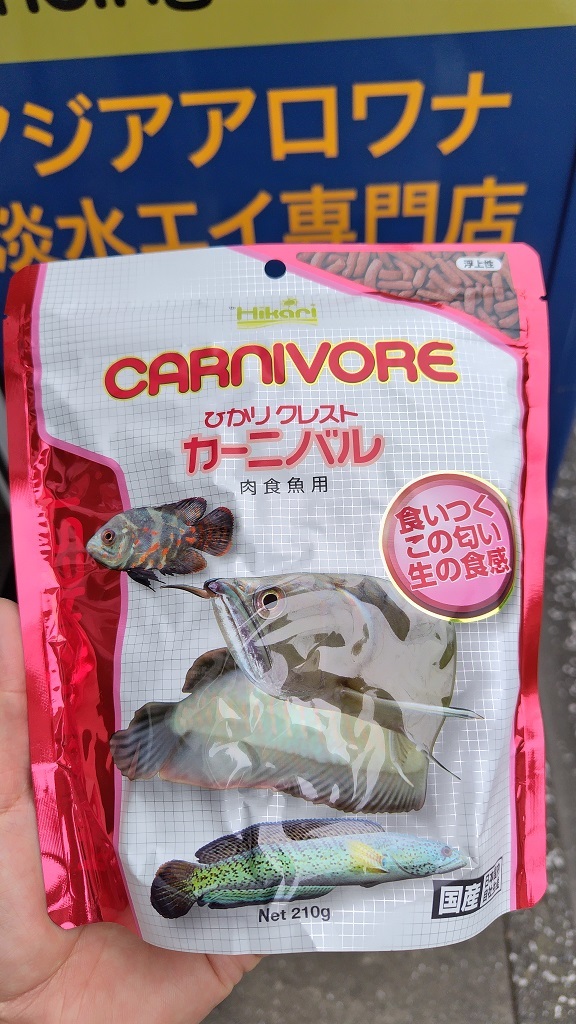 アジアアロワナ
淡水エイ専門店
浮上性
Hikari
CARNIVORE
ひかりクレスト
カーニバル
肉食魚用
食いつく
この匂い
生の食感
Net 210g
国産